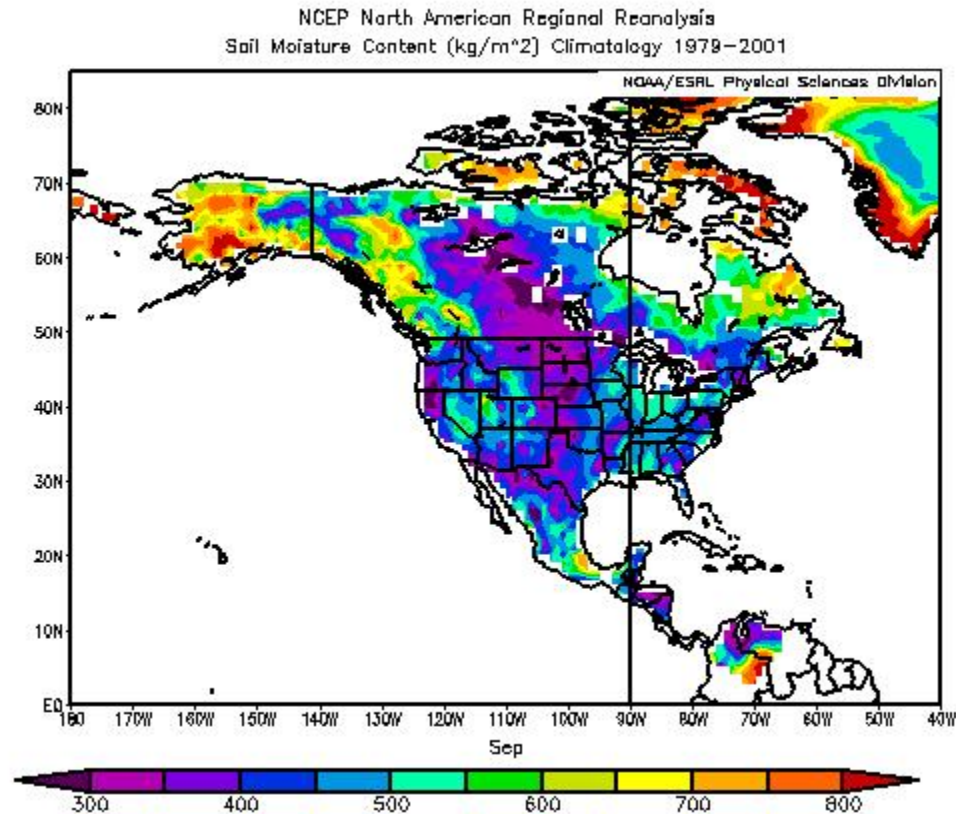 NCEP North American Regional Reanalysis
Soil Moisture Content (kg/m^2) Climatology 1979-2001
NOAA/ESRL Physical Sciences Division
80N
70N
60N
50N
40N
30N
20N
10N
EQ
180 170W 160W 150W 140W 130W 120W 110W 100W 90W 80W 70W 60W 50W 40W
Sep
300 400 500 600 700 800